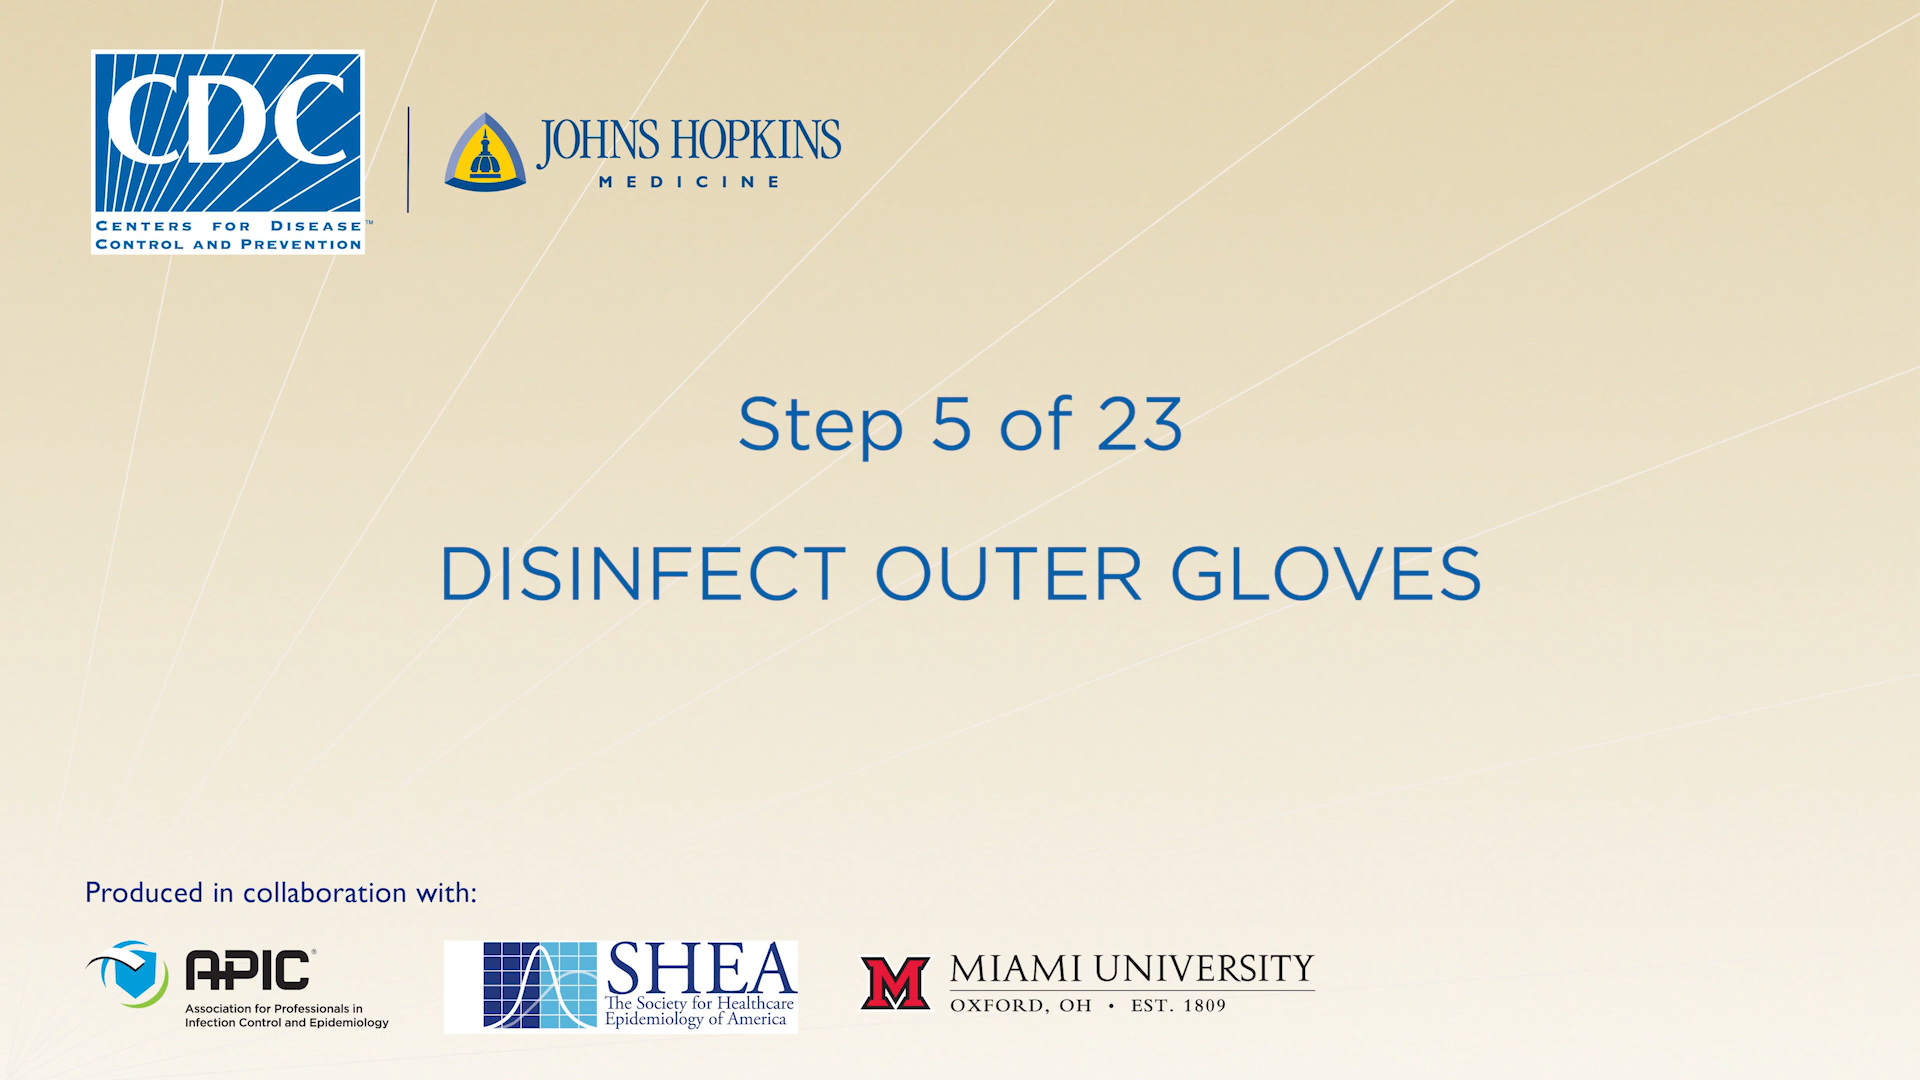 CDC
CENTERS FOR DISEASE™
CONTROL AND PREVENTION
JOHNS HOPKINS
MEDICINE
Step 5 of 23
DISINFECT OUTER GLOVES
Produced in collaboration with:
APIC®
Association for Professionals in
Infection Control and Epidemiology
SHEA
The Society for Healthcare
Epidemiology of America
M
MIAMI UNIVERSITY
OXFORD, OH • EST. 1809